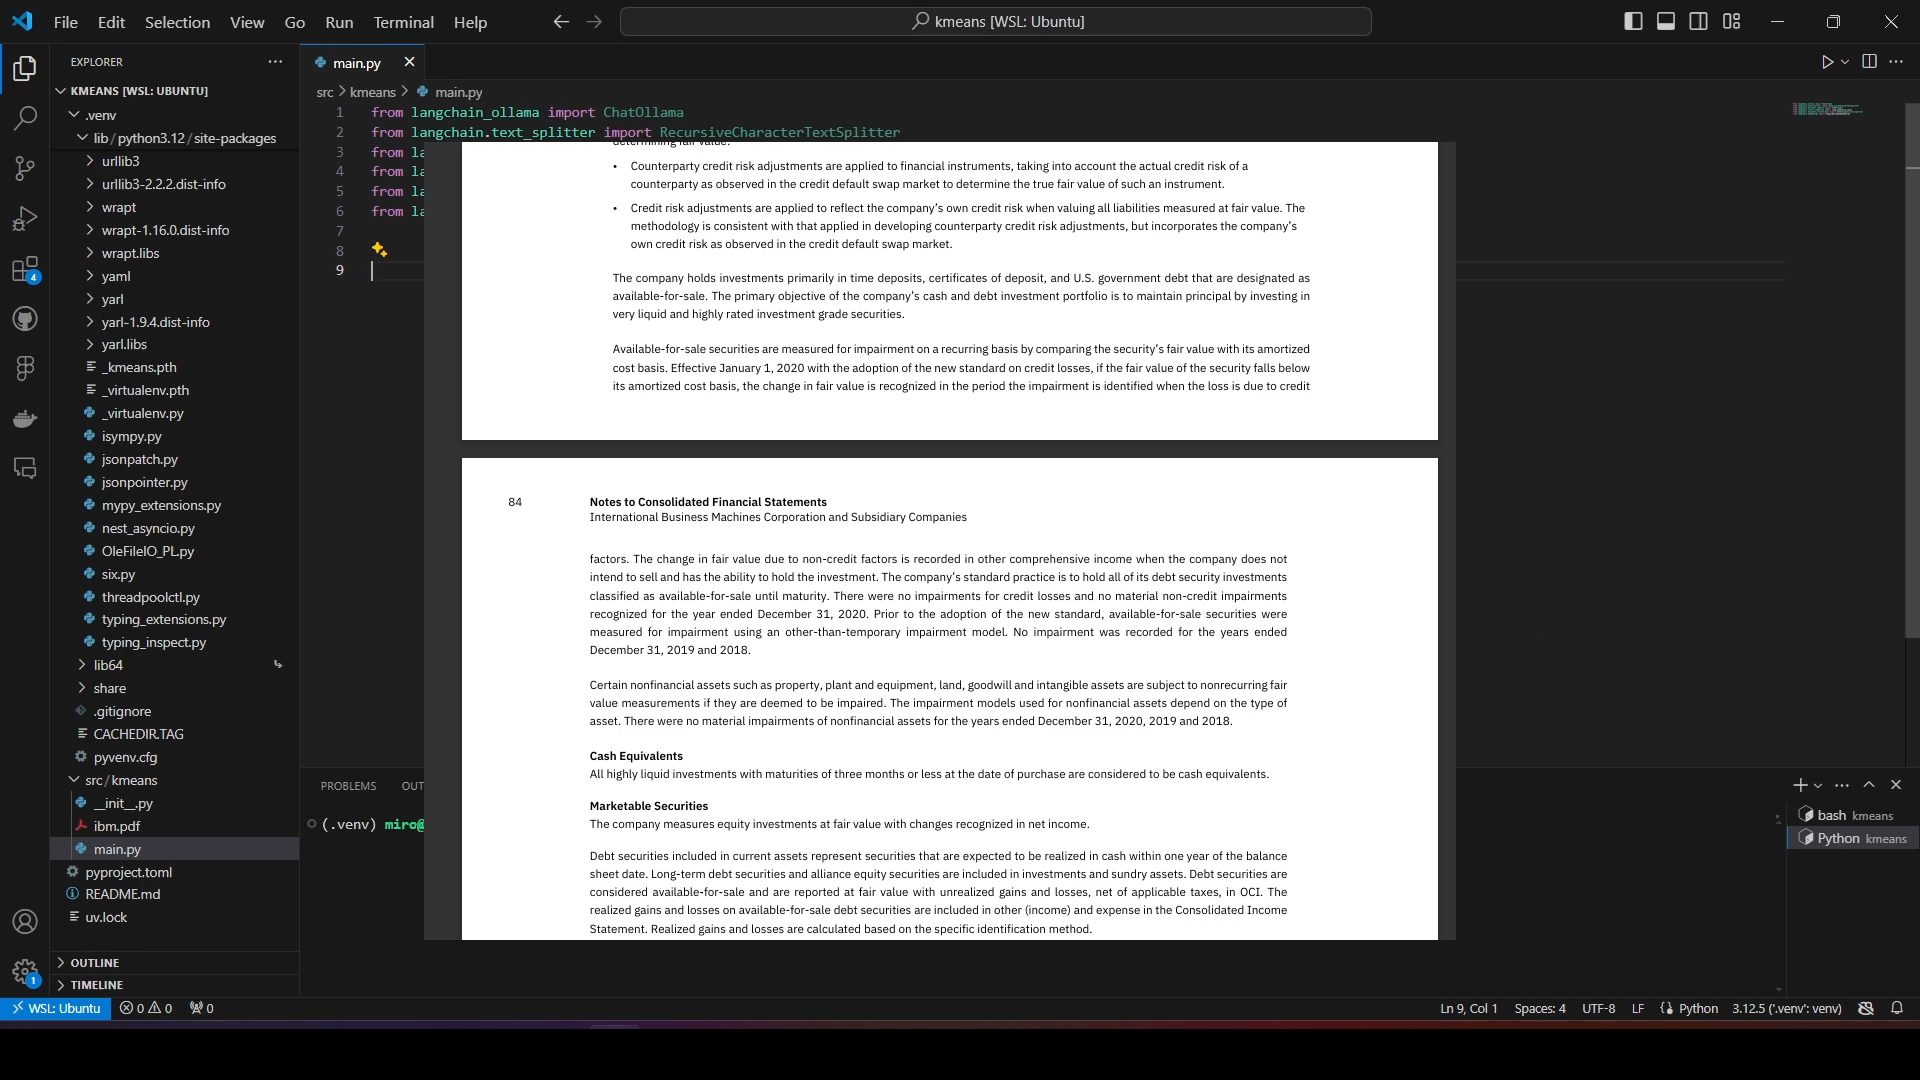 File Edit Selection View Go Run Terminal Help
kmeans [WSL: Ubuntu]
EXPLORER
KMEANS [WSL: UBUNTU]
.venv
lib / python3.12 / site-packages
urllib3
urllib3-2.2.2.dist-info
wrapt
wrapt-1.16.0.dist-info
wrapt.libs
yaml
yarl
yarl-1.9.4.dist-info
yarl.libs
_kmeans.pth
_virtualenv.pth
_virtualenv.py
isympy.py
jsonpatch.py
jsonpointer.py
mypy_extensions.py
nest_asyncio.py
OleFileIO_PL.py
six.py
threadpoolctl.py
typing_extensions.py
typing_inspect.py
lib64
share
.gitignore
CACHEDIR.TAG
pyvenv.cfg
src / kmeans
__init__.py
ibm.pdf
main.py
pyproject.toml
README.md
uv.lock
OUTLINE
TIMELINE
4
1
main.py
src > kmeans > main.py
1 from langchain_ollama import ChatOllama
2 from langchain.text_splitter import RecursiveCharacterTextSplitter
3 from la
4 from la
5 from la
6 from la
7
8
9
determining fair value:
• Counterparty credit risk adjustments are applied to financial instruments, taking into account the actual credit risk of a
counterparty as observed in the credit default swap market to determine the true fair value of such an instrument.
• Credit risk adjustments are applied to reflect the company's own credit risk when valuing all liabilities measured at fair value. The
methodology is consistent with that applied in developing counterparty credit risk adjustments, but incorporates the company's
own credit risk as observed in the credit default swap market.
The company holds investments primarily in time deposits, certificates of deposit, and U.S. government debt that are designated as
available-for-sale. The primary objective of the company's cash and debt investment portfolio is to maintain principal by investing in
very liquid and highly rated investment grade securities.
Available-for-sale securities are measured for impairment on a recurring basis by comparing the security's fair value with its amortized
cost basis. Effective January 1, 2020 with the adoption of the new standard on credit losses, if the fair value of the security falls below
its amortized cost basis, the change in fair value is recognized in the period the impairment is identified when the loss is due to credit
84
Notes to Consolidated Financial Statements
International Business Machines Corporation and Subsidiary Companies
factors. The change in fair value due to non-credit factors is recorded in other comprehensive income when the company does not
intend to sell and has the ability to hold the investment. The company's standard practice is to hold all of its debt security investments
classified as available-for-sale until maturity. There were no impairments for credit losses and no material non-credit impairments
recognized for the year ended December 31, 2020. Prior to the adoption of the new standard, available-for-sale securities were
measured for impairment using an other-than-temporary impairment model. No impairment was recorded for the years ended
December 31, 2019 and 2018.
Certain nonfinancial assets such as property, plant and equipment, land, goodwill and intangible assets are subject to nonrecurring fair
value measurements if they are deemed to be impaired. The impairment models used for nonfinancial assets depend on the type of
asset. There were no material impairments of nonfinancial assets for the years ended December 31, 2020, 2019 and 2018.
Cash Equivalents
All highly liquid investments with maturities of three months or less at the date of purchase are considered to be cash equivalents.
Marketable Securities
The company measures equity investments at fair value with changes recognized in net income.
Debt securities included in current assets represent securities that are expected to be realized in cash within one year of the balance
sheet date. Long-term debt securities and alliance equity securities are included in investments and sundry assets. Debt securities are
considered available-for-sale and are reported at fair value with unrealized gains and losses, net of applicable taxes, in OCI. The
realized gains and losses on available-for-sale debt securities are included in other (income) and expense in the Consolidated Income
Statement. Realized gains and losses are calculated based on the specific identification method.
PROBLEMS OUT
(.venv) miro@
bash kmeans
Python kmeans
WSL: Ubuntu 0 0 0
Ln 9, Col 1 Spaces: 4 UTF-8 LF Python 3.12.5 ('.venv': venv)